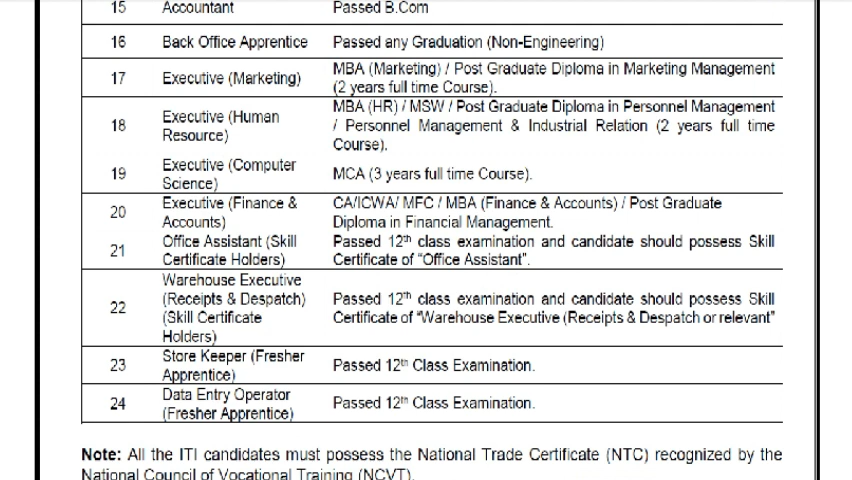 15 Accountant Passed B.Com
16 Back Office Apprentice Passed any Graduation (Non-Engineering)
17 Executive (Marketing) MBA (Marketing) / Post Graduate Diploma in Marketing Management
(2 years full time Course).
18 Executive (Human
Resource) MBA (HR) / MSW / Post Graduate Diploma in Personnel Management
/ Personnel Management & Industrial Relation (2 years full time
Course).
19 Executive (Computer
Science) MCA (3 years full time Course).
20 Executive (Finance &
Accounts) CA/ICWA/ MFC / MBA (Finance & Accounts) / Post Graduate
Diploma in Financial Management.
21 Office Assistant (Skill
Certificate Holders) Passed 12th class examination and candidate should possess Skill
Certificate of "Office Assistant".
22 Warehouse Executive
(Receipts & Despatch)
(Skill Certificate
Holders) Passed 12th class examination and candidate should possess Skill
Certificate of "Warehouse Executive (Receipts & Despatch or relevant"
23 Store Keeper (Fresher
Apprentice) Passed 12th Class Examination.
24 Data Entry Operator
(Fresher Apprentice) Passed 12th Class Examination.
Note: All the ITI candidates must possess the National Trade Certificate (NTC) recognized by the
National Council of Vocational Training (NCVT).